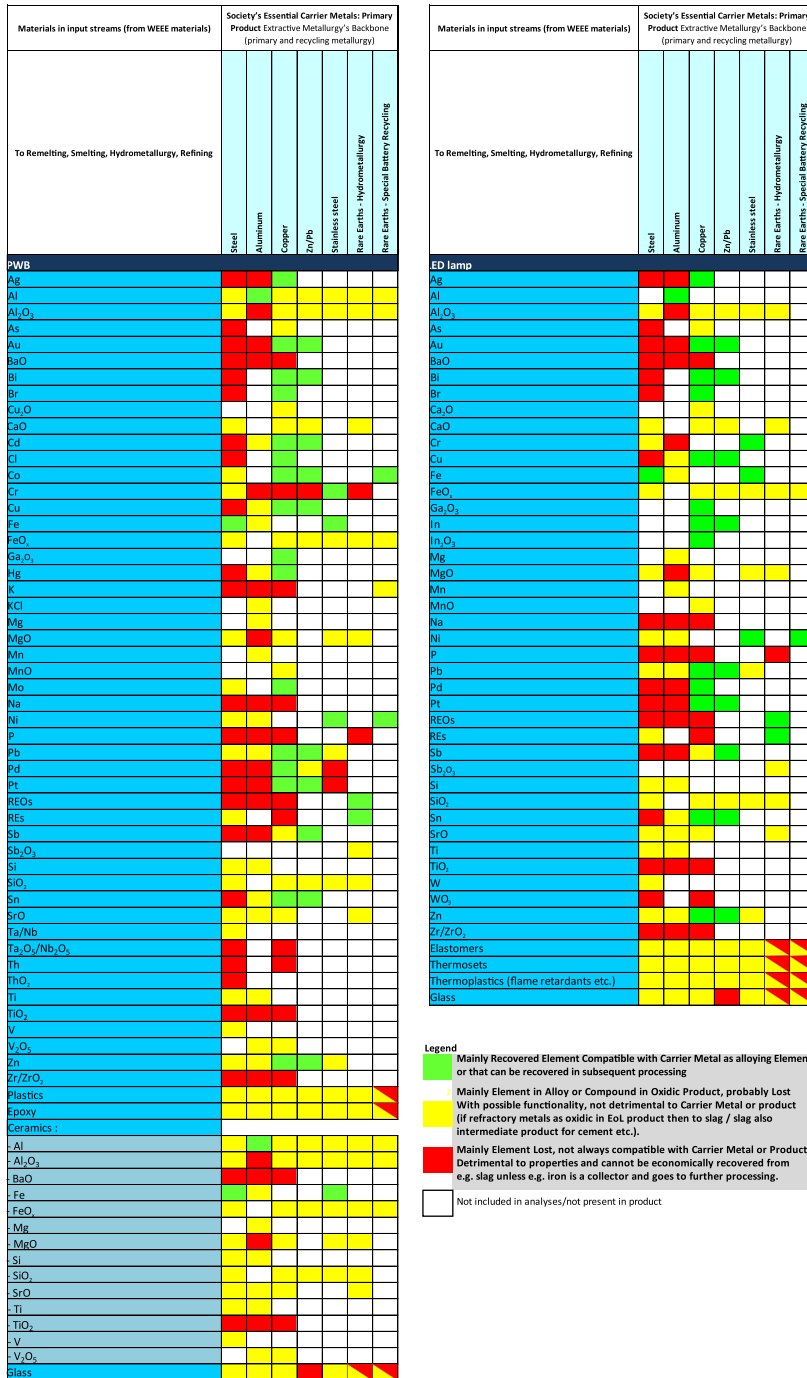 Materials in input streams (from WEEE materials)
Society's Essential Carrier Metals: Primary
Product Extractive Metallurgy's Backbone
(primary and recycling metallurgy)
To Remelting, Smelting, Hydrometallurgy, Refining
Steel
Aluminum
Copper
Zn/Pb
Stainless steel
Rare Earths - Hydrometallurgy
Rare Earths - Special Battery Recycling
PWB
Ag
Al
Al₂O₃
As
Au
BaO
Bi
Br
Cu₂O
CaO
Cd
Cl
Co
Cr
Cu
Fe
FeOₓ
Ga₂O₃
Hg
K
KCl
Mg
MgO
Mn
MnO
Mo
Na
Ni
P
Pb
Pd
Pt
REOs
REs
Sb
Sb₂O₃
Si
SiO₂
Sn
SrO
Ta/Nb
Ta₂O₅/Nb₂O₅
Th
ThO₂
Ti
TiO₂
V
V₂O₅
Zn
Zr/ZrO₂
Plastics
Epoxy
Ceramics :
- Al
- Al₂O₃
- BaO
- Fe
- FeOₓ
- Mg
- MgO
- Si
- SiO₂
- SrO
- Ti
- TiO₂
- V
- V₂O₅
Glass
Materials in input streams (from WEEE materials)
Society's Essential Carrier Metals: Primary
Product Extractive Metallurgy's Backbone
(primary and recycling metallurgy)
To Remelting, Smelting, Hydrometallurgy, Refining
Steel
Aluminum
Copper
Zn/Pb
Stainless steel
Rare Earths - Hydrometallurgy
Rare Earths - Special Battery Recycling
LED lamp
Ag
Al
Al₂O₃
As
Au
BaO
Bi
Br
Ca₂O
CaO
Cr
Cu
Fe
FeOₓ
Ga₂O₃
In
In₂O₃
Mg
MgO
Mn
MnO
Na
Ni
P
Pb
Pd
Pt
REOs
REs
Sb
Sb₂O₃
Si
SiO₂
Sn
SrO
Ti
TiO₂
W
WO₃
Zn
Zr/ZrO₂
Elastomers
Thermosets
Thermoplastics (flame retardants etc.)
Glass
Legend
Mainly Recovered Element Compatible with Carrier Metal as alloying Elemen
or that can be recovered in subsequent processing
Mainly Element in Alloy or Compound in Oxidic Product, probably Lost
With possible functionality, not detrimental to Carrier Metal or product
(if refractory metals as oxidic in EoL product then to slag / slag also
intermediate product for cement etc.).
Mainly Element Lost, not always compatible with Carrier Metal or Product
Detrimental to properties and cannot be economically recovered from
e.g. slag unless e.g. iron is a collector and goes to further processing.
Not included in analyses/not present in product